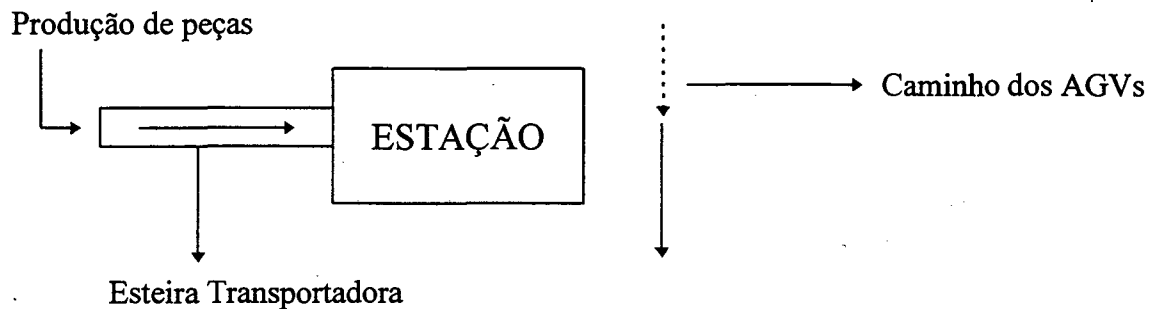 Produção de peças
Caminho dos AGVs
ESTAÇÃO
Esteira Transportadora